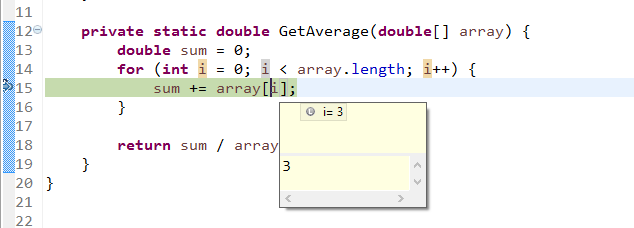 11
12 private static double GetAverage(double[] array) {
13 double sum = 0;
14 for (int i = 0; i < array.length; i++) {
15 sum += array[i];
i= 3
16 }
17
3
18 return sum / array
19 }
20 }
21
22